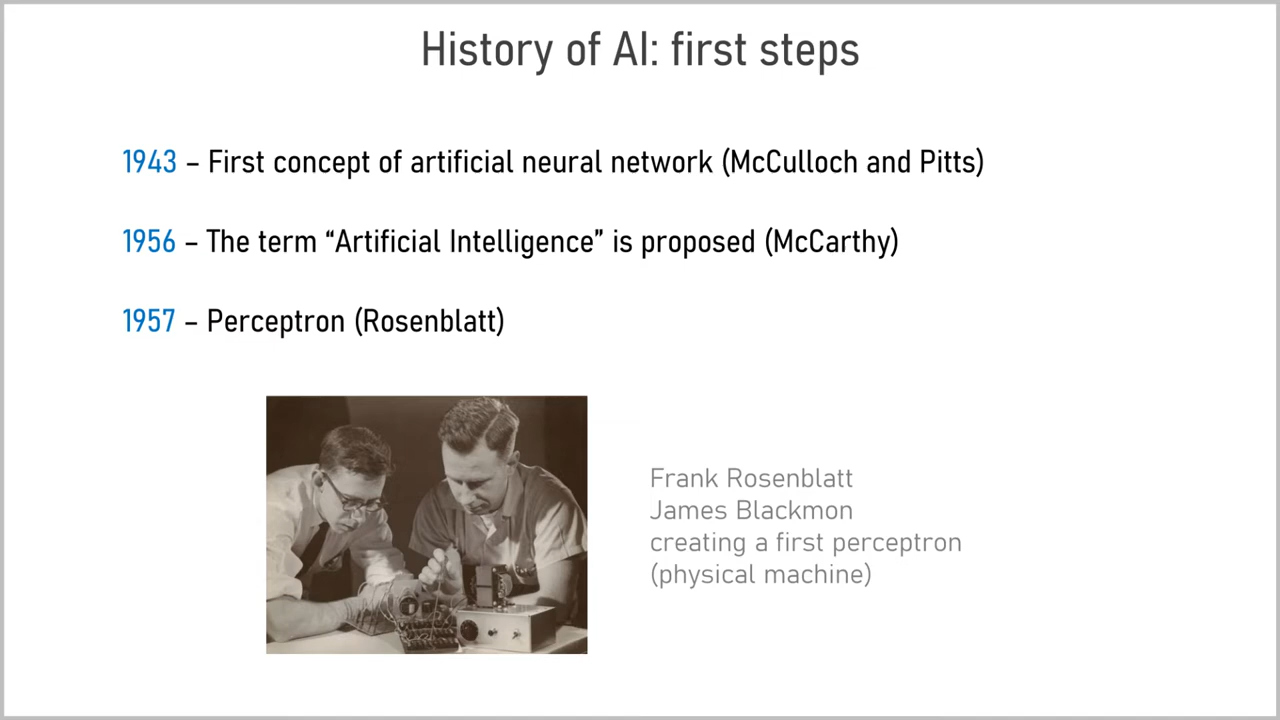 History of AI: first steps
1943 – First concept of artificial neural network (McCulloch and Pitts)
1956 – The term “Artificial Intelligence” is proposed (McCarthy)
1957 – Perceptron (Rosenblatt)
Frank Rosenblatt
James Blackmon
creating a first perceptron
(physical machine)